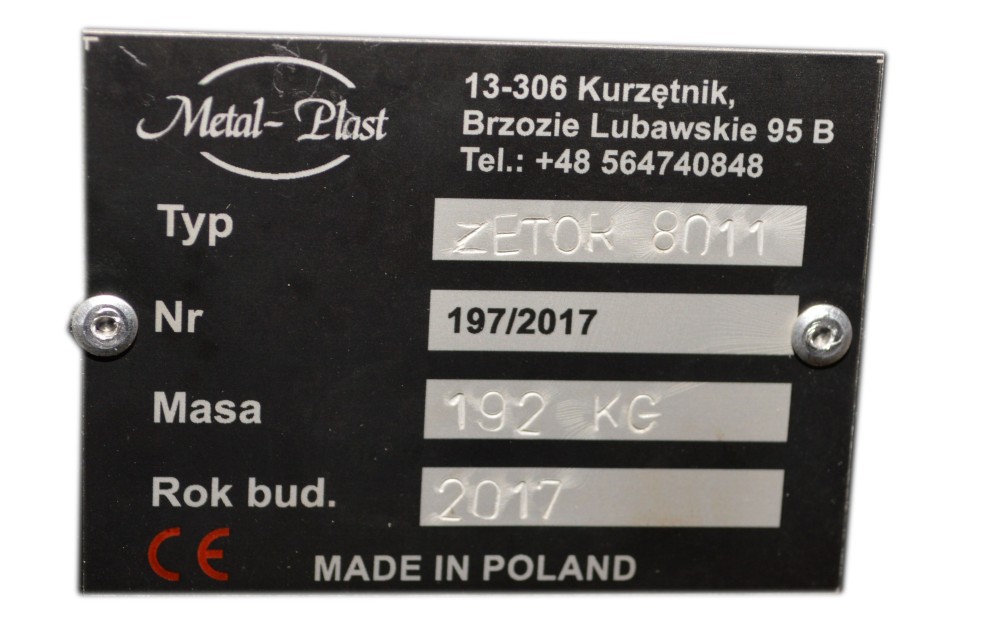 Metal-Plast
13-306 Kurzętnik,
Brzozie Lubawskie 95 B
Tel.: +48 564740848
Typ ZETOR 8011
Nr 197/2017
Masa 192 KG
Rok bud. 2017
CE MADE IN POLAND